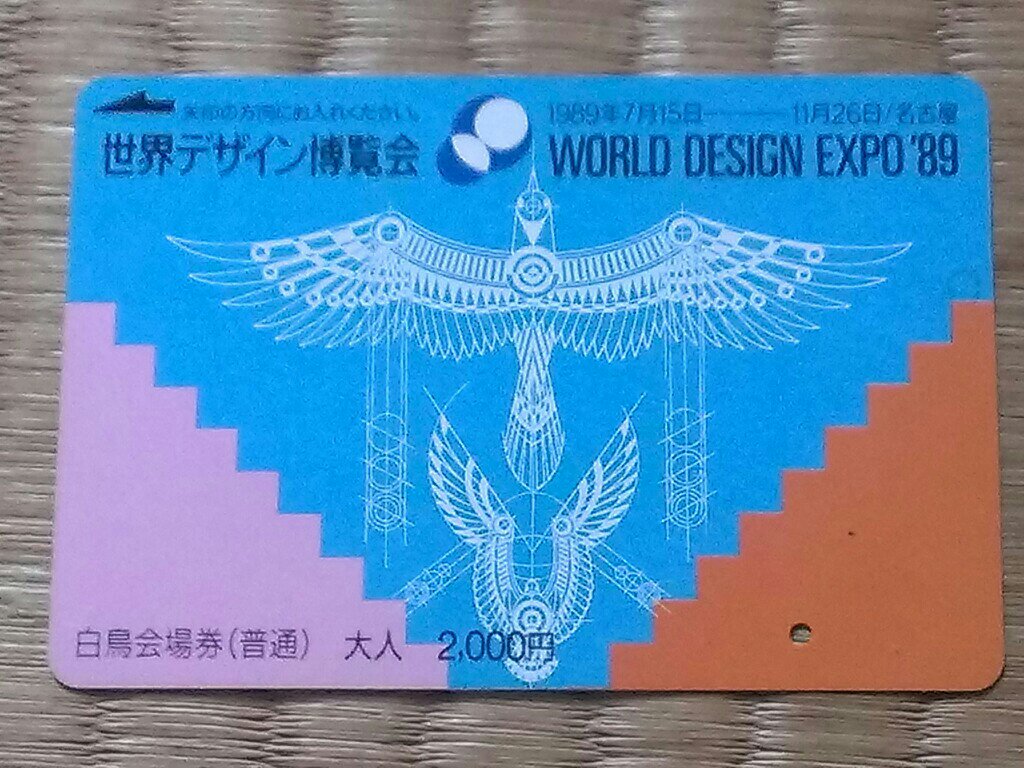 矢印の方向にお入れください。
1989年7月15日────11月26日/名古屋
世界デザイン博覧会
WORLD DESIGN EXPO '89
白鳥会場券(普通) 大人 2,000円